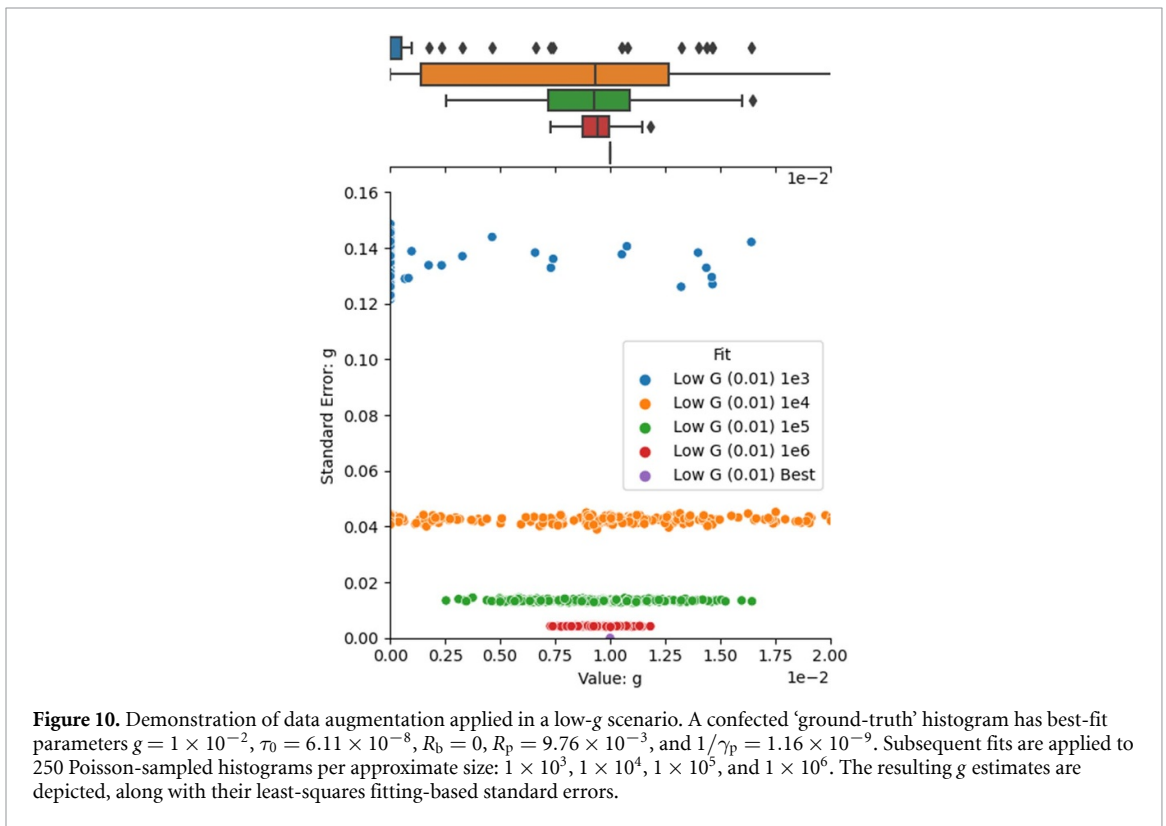 1e−2
0.16
0.14
0.12
0.10
0.08
0.06
0.04
0.02
0.00
Standard Error: g
Fit
Low G (0.01) 1e3
Low G (0.01) 1e4
Low G (0.01) 1e5
Low G (0.01) 1e6
Low G (0.01) Best
0.00 0.25 0.50 0.75 1.00 1.25 1.50 1.75 2.00
1e−2
Value: g
Figure 10. Demonstration of data augmentation applied in a low-g scenario. A confected ‘ground-truth’ histogram has best-fit
parameters g = 1 × 10⁻², τ₀ = 6.11 × 10⁻⁸, R_b = 0, R_p = 9.76 × 10⁻³, and 1/γ_p = 1.16 × 10⁻⁹. Subsequent fits are applied to
250 Poisson-sampled histograms per approximate size: 1 × 10³, 1 × 10⁴, 1 × 10⁵, and 1 × 10⁶. The resulting g estimates are
depicted, along with their least-squares fitting-based standard errors.